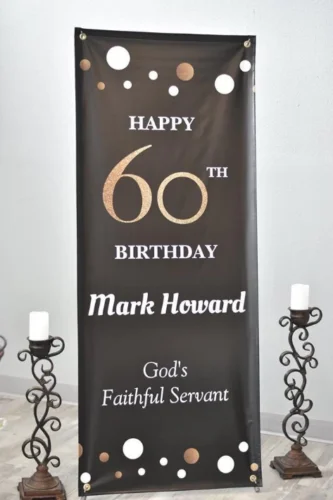 HAPPY
60TH
BIRTHDAY
Mark Howard
God's
Faithful Servant